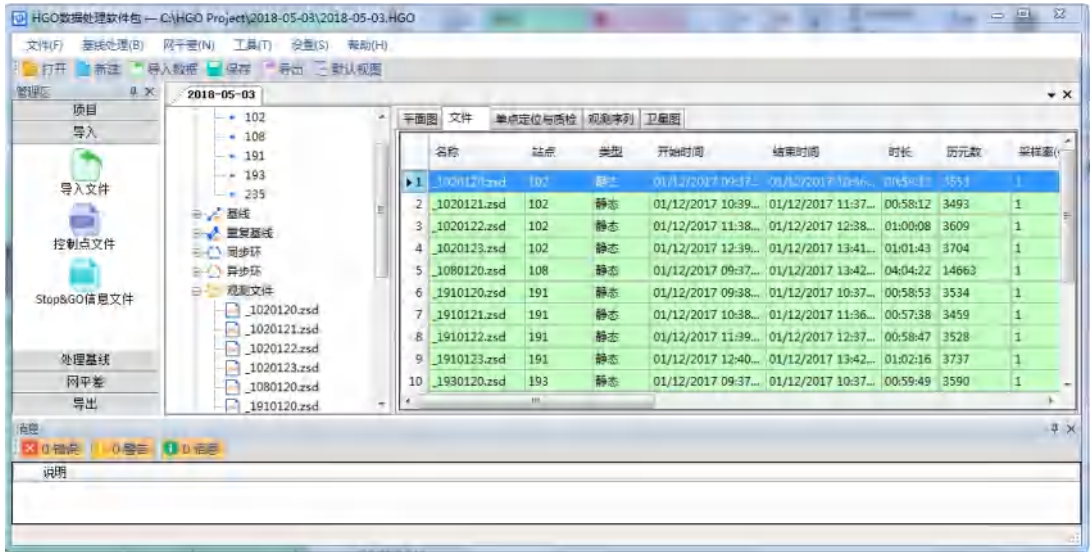 HGO数据处理软件包 — C:\HGO Project\2018-05-03\2018-05-03.HGO
文件(F) 基线处理(B) 网平差(N) 工具(T) 设置(S) 帮助(H)
打开 新建 导入数据 保存 导出 默认视图
管理区
2018-05-03
项目
导入
导入文件
控制点文件
Stop&GO信息文件
处理基线
网平差
导出
102
108
191
193
235
基线
重复基线
同步环
异步环
观测文件
_1020120.zsd
_1020121.zsd
_1020122.zsd
_1020123.zsd
_1080120.zsd
_1910120.zsd
平面图 文件 单点定位与质检 观测序列 卫星图
名称 站点 类型 开始时间 结束时间 时长 历元数 采样率(
1 _1020120.zsd 102 静态 01/12/2017 09:37... 3553 1
2 _1020121.zsd 102 静态 01/12/2017 10:39... 01/12/2017 11:37... 00:58:12 3493 1
3 _1020122.zsd 102 静态 01/12/2017 11:38... 01/12/2017 12:38... 01:00:08 3609 1
4 _1020123.zsd 102 静态 01/12/2017 12:39... 01/12/2017 13:41... 01:01:43 3704 1
5 _1080120.zsd 108 静态 01/12/2017 09:37... 01/12/2017 13:42... 04:04:22 14663 1
6 _1910120.zsd 191 静态 01/12/2017 09:38... 01/12/2017 10:37... 00:58:53 3534 1
7 _1910121.zsd 191 静态 01/12/2017 10:38... 01/12/2017 11:36... 00:57:38 3459 1
8 _1910122.zsd 191 静态 01/12/2017 11:39... 01/12/2017 12:37... 00:58:47 3528 1
9 _1910123.zsd 191 静态 01/12/2017 12:40... 01/12/2017 13:42... 01:02:16 3737 1
10 _1930120.zsd 193 静态 01/12/2017 09:37... 01/12/2017 10:37... 00:59:49 3590 1
消息
0 错误 0 警告 0 信息
说明